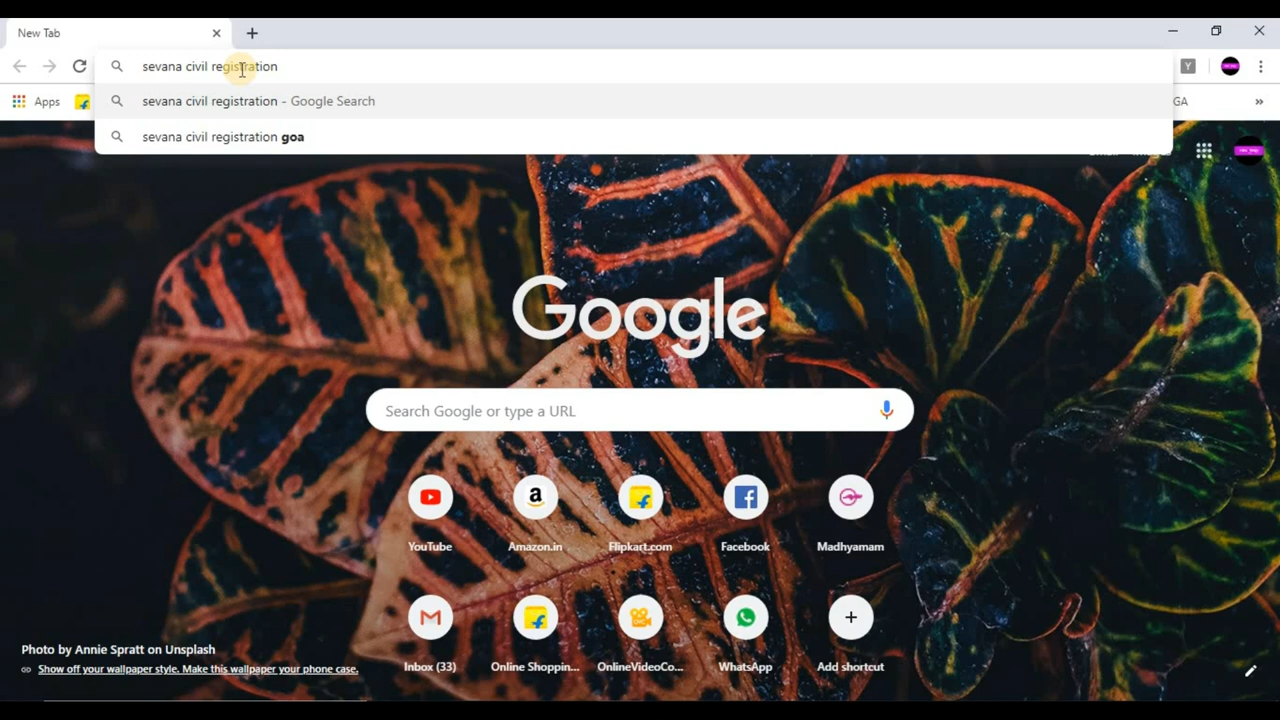 New Tab
sevana civil registration
Apps
sevana civil registration - Google Search
GA
»
sevana civil registration goa
Google
Search Google or type a URL
YouTube
Amazon.in
Flipkart.com
Facebook
Madhyamam
Inbox (33)
Online Shoppin...
OnlineVideoCo...
WhatsApp
Add shortcut
Photo by Annie Spratt on Unsplash
Show off your wallpaper style. Make this wallpaper your phone case.